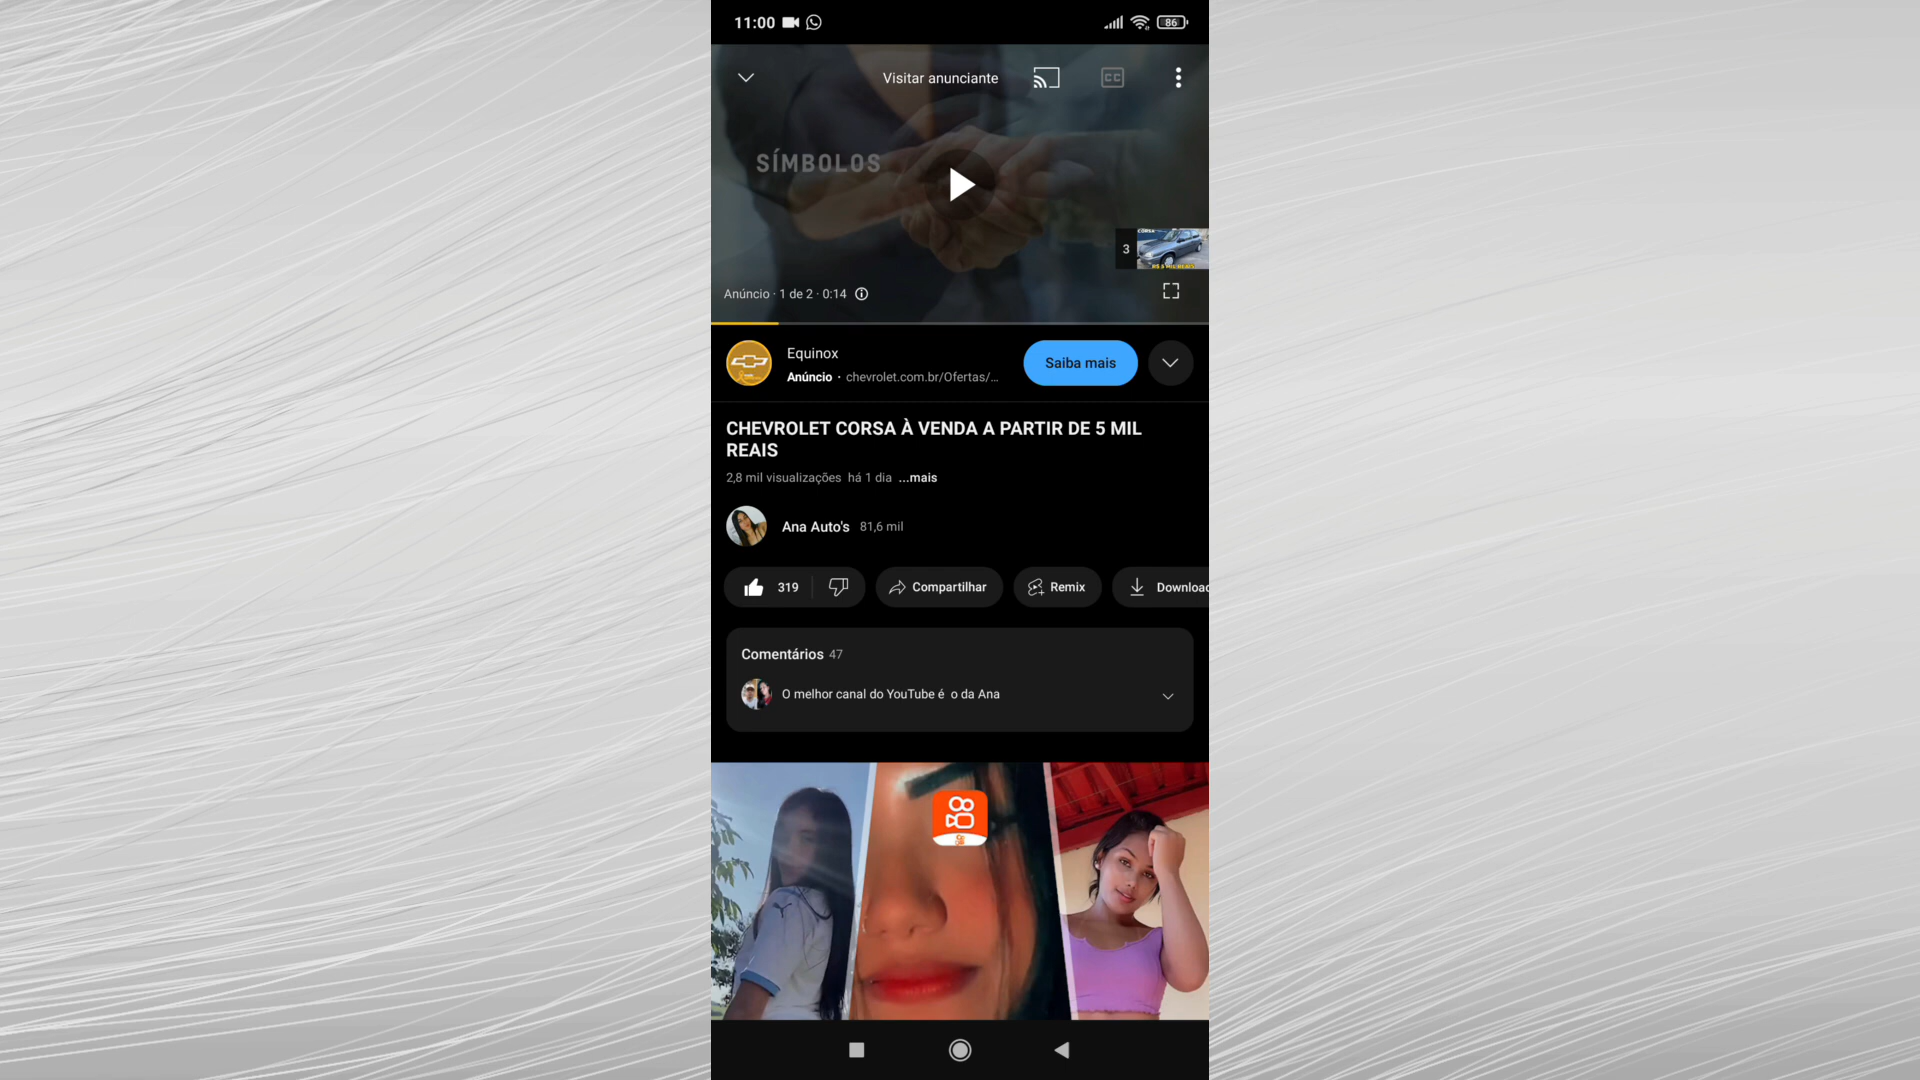 11:00
86
Visitar anunciante
CC
SÍMBOLOS
3
CORSA
Anúncio · 1 de 2 · 0:14
Equinox
Anúncio · chevrolet.com.br/Ofertas/...
Saiba mais
CHEVROLET CORSA À VENDA A PARTIR DE 5 MIL
REAIS
2,8 mil visualizações há 1 dia ...mais
Ana Auto's 81,6 mil
319
Compartilhar
Remix
Downloa
Comentários 47
O melhor canal do YouTube é o da Ana